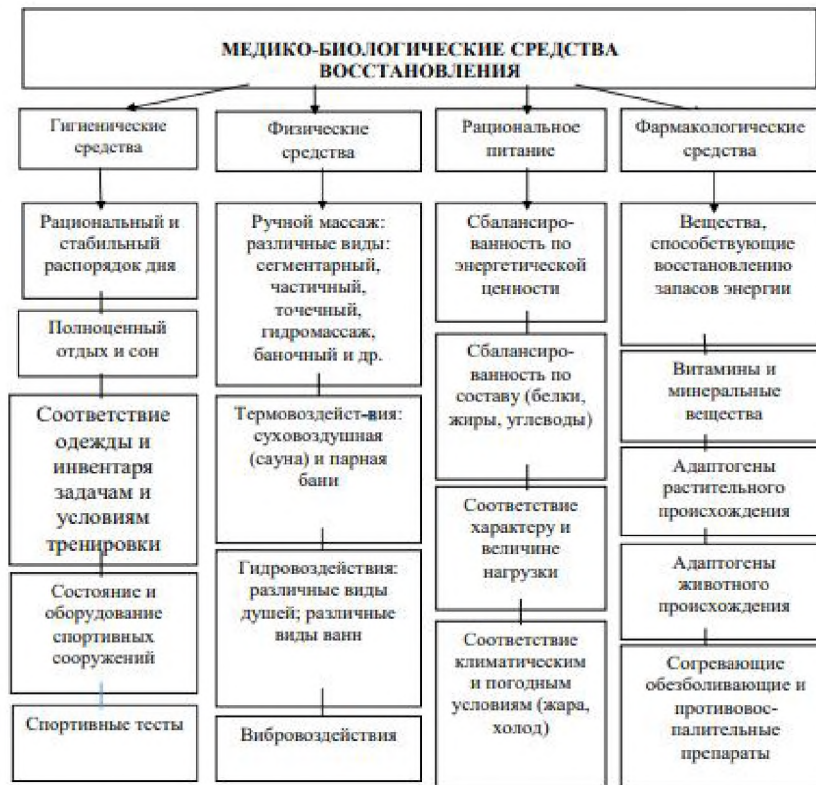 МЕДИКО-БИОЛОГИЧЕСКИЕ СРЕДСТВА
ВОССТАНОВЛЕНИЯ
Гигиенические
средства
Физические
средства
Рациональное
питание
Фармакологические
средства
Рациональный и
стабильный
распорядок дня
Полноценный
отдых и сон
Соответствие
одежды и
инвентаря
задачам и
условиям
тренировки
Состояние и
оборудование
спортивных
сооружений
Спортивные тесты
Ручной массаж:
различные виды:
сегментарный,
частичный,
точечный,
гидромассаж,
баночный и др.
Термовоздейст-вия:
суховоздушная
(сауна) и парная
бани
Гидровоздействия:
различные виды
душей; различные
виды ванн
Вибровоздействия
Сбалансиро-
ванность по
энергетической
ценности
Сбалансиро-
ванность по
составу (белки,
жиры, углеводы)
Соответствие
характеру и
величине
нагрузки
Соответствие
климатическим
и погодным
условиям (жара,
холод)
Вещества,
способствующие
восстановлению
запасов энергии
Витамины и
минеральные
вещества
Адаптогены
растительного
происхождения
Адаптогены
животного
происхождения
Согревающие
обезболивающие и
противовос-
палительные
препараты